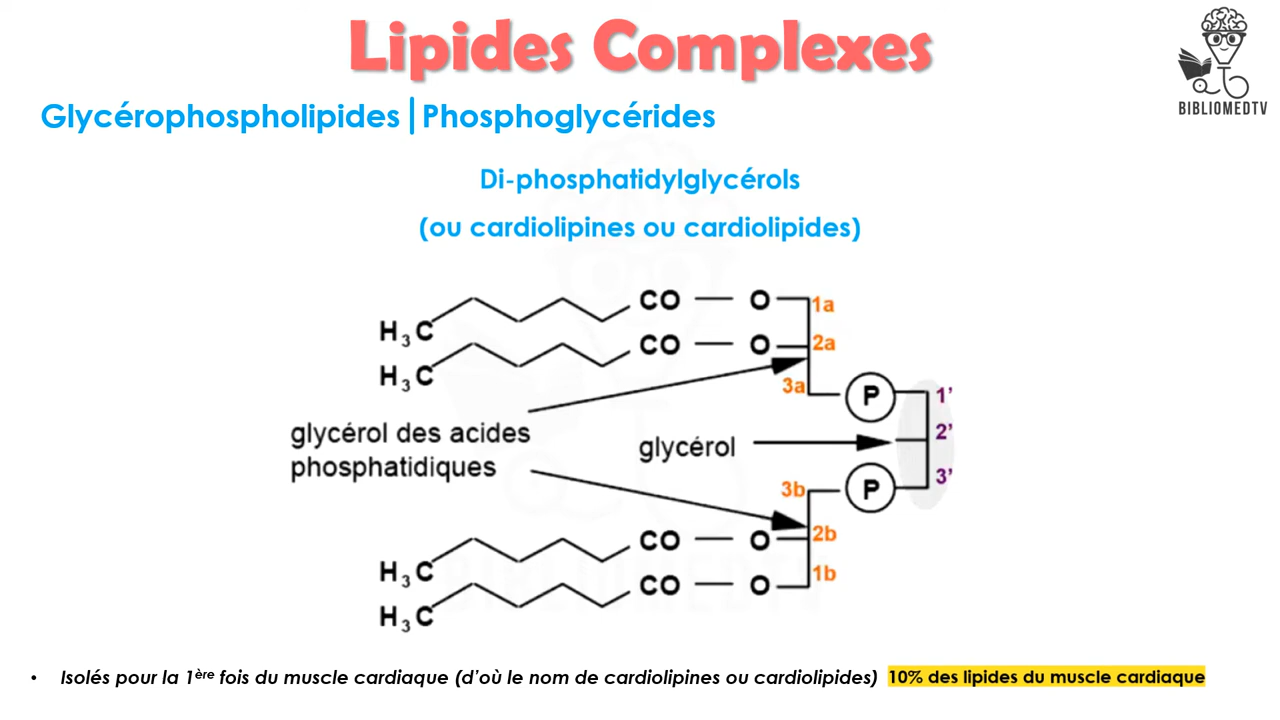 Lipides Complexes
BIBLIOMEDTV
Glycérophospholipides|Phosphoglycérides
Di-phosphatidylglycérols
(ou cardiolipines ou cardiolipides)
H3C CO — O 1a
H3C CO — O 2a
3a P 1’
glycérol des acides
phosphatidiques
glycérol 2’
3b P 3’
H3C CO — O 2b
H3C CO — O 1b
BIBLIOMEDTV
• Isolés pour la 1ère fois du muscle cardiaque (d’où le nom de cardiolipines ou cardiolipides) 10% des lipides du muscle cardiaque